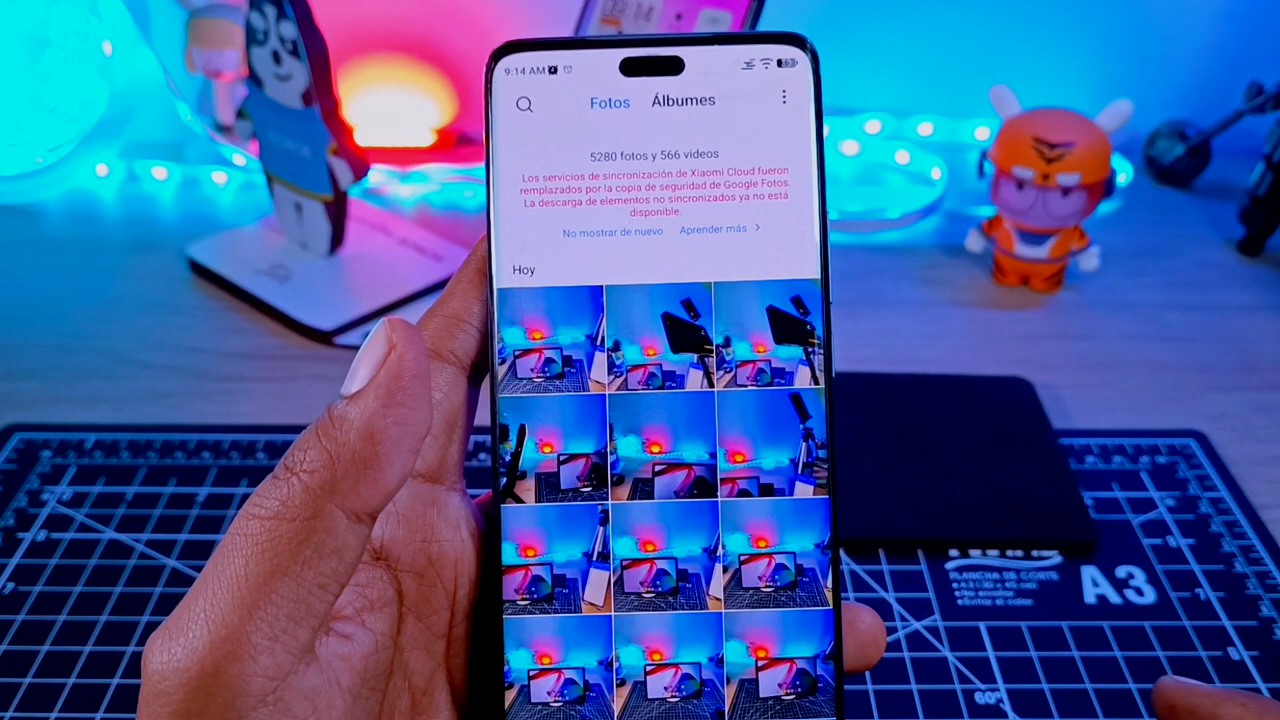 9:14 AM
Fotos
Álbumes
5280 fotos y 566 videos
Los servicios de sincronización de Xiaomi Cloud fueron
remplazados por la copia de seguridad de Google Fotos.
La descarga de elementos no sincronizados ya no está
disponible.
No mostrar de nuevo
Aprender más
Hoy
PLANCHA DE CORTE
A3
60°